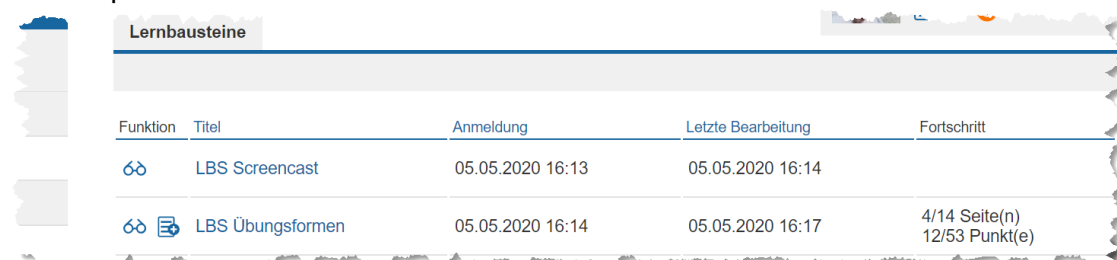 Lernbausteine
Funktion Titel Anmeldung Letzte Bearbeitung Fortschritt
LBS Screencast 05.05.2020 16:13 05.05.2020 16:14
LBS Übungsformen 05.05.2020 16:14 05.05.2020 16:17 4/14 Seite(n)
12/53 Punkt(e)